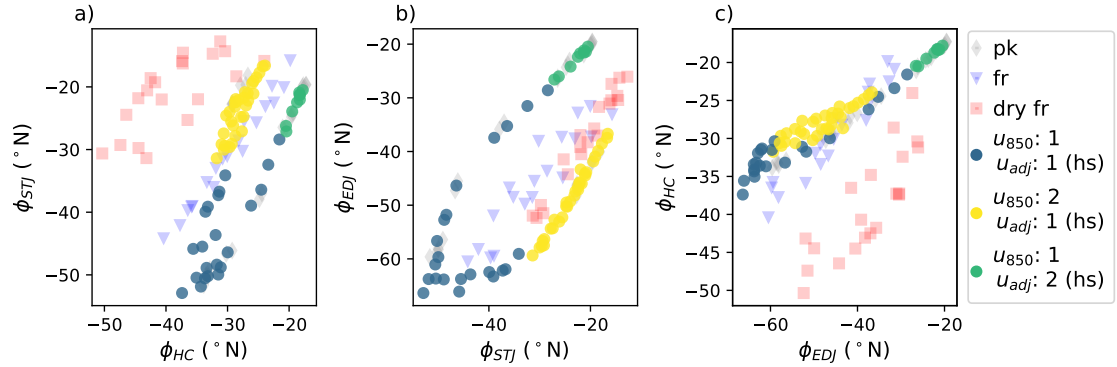 a)
ϕ_STJ (°N)
−20
−30
−40
−50
−50
−40
−30
−20
ϕ_HC (°N)
b)
ϕ_EDJ (°N)
−20
−30
−40
−50
−60
−40
−20
ϕ_STJ (°N)
c)
ϕ_HC (°N)
−20
−25
−30
−35
−40
−45
−50
−60
−40
−20
ϕ_EDJ (°N)
pk
fr
dry fr
u_850: 1
u_adj: 1 (hs)
u_850: 2
u_adj: 1 (hs)
u_850: 1
u_adj: 2 (hs)